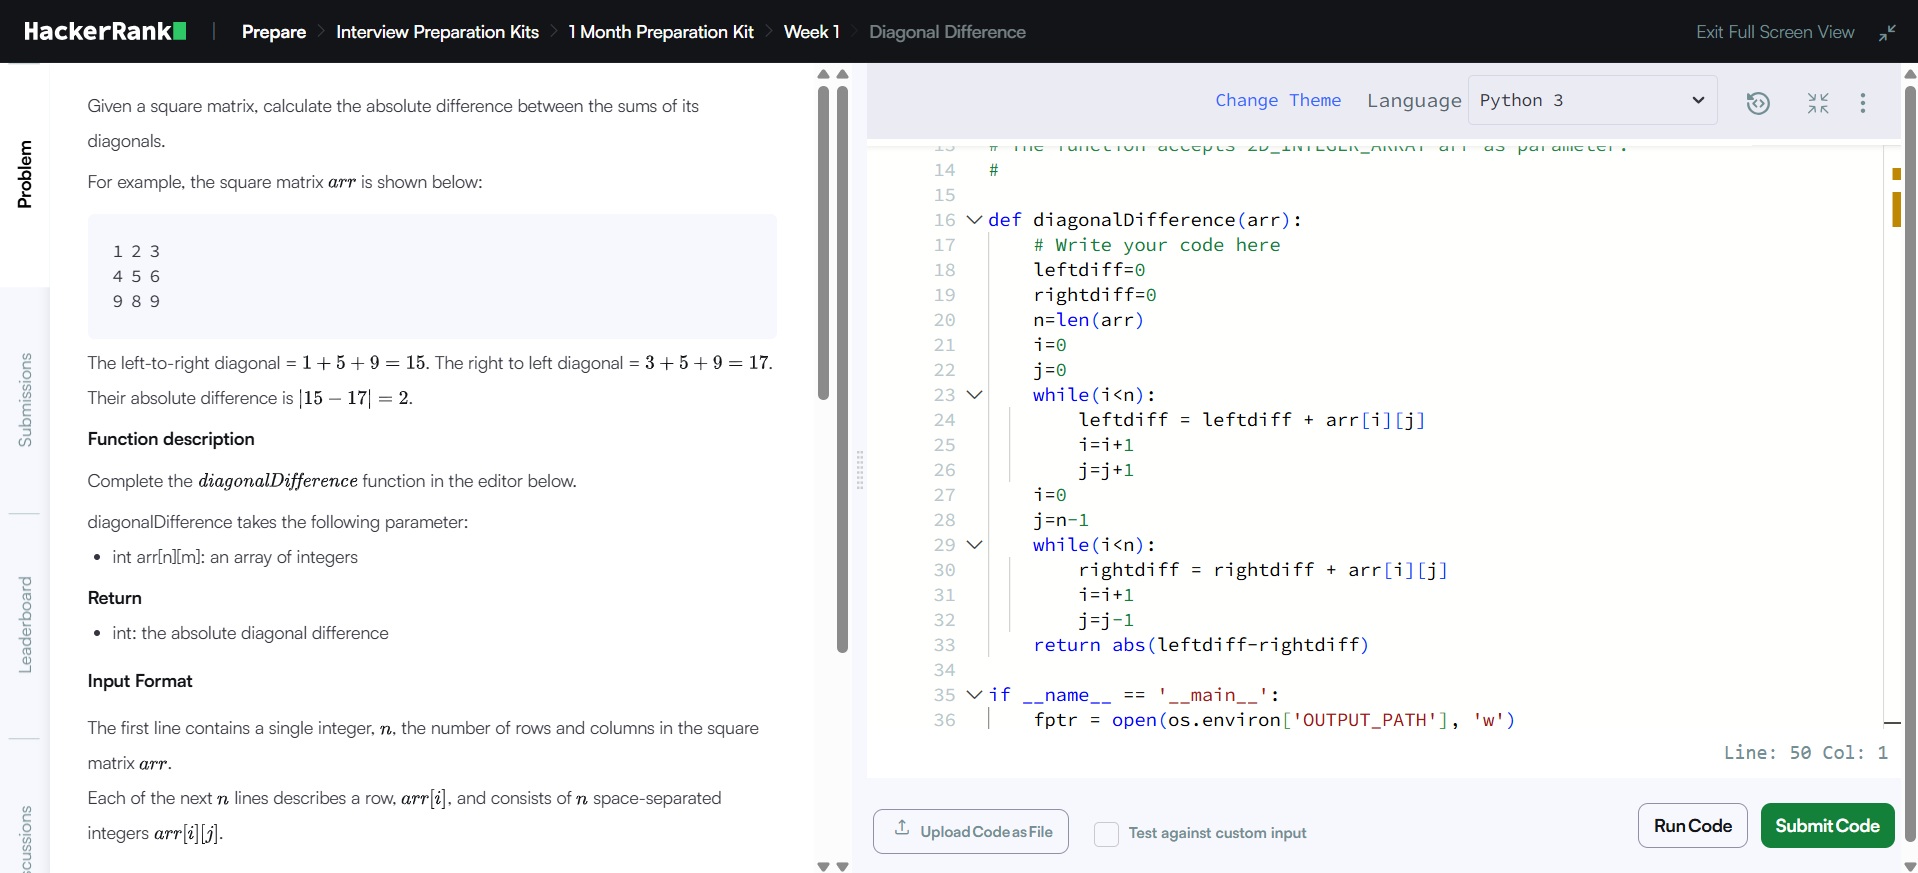 HackerRank | Prepare > Interview Preparation Kits > 1 Month Preparation Kit > Week 1 > Diagonal Difference
Exit Full Screen View
Problem
Submissions
Leaderboard
Given a square matrix, calculate the absolute difference between the sums of its
diagonals.
For example, the square matrix arr is shown below:
1 2 3
4 5 6
9 8 9
The left-to-right diagonal = 1 + 5 + 9 = 15. The right to left diagonal = 3 + 5 + 9 = 17.
Their absolute difference is |15 − 17| = 2.
Function description
Complete the diagonalDifference function in the editor below.
diagonalDifference takes the following parameter:
• int arr[n][m]: an array of integers
Return
• int: the absolute diagonal difference
Input Format
The first line contains a single integer, n, the number of rows and columns in the square
matrix arr.
Each of the next n lines describes a row, arr[i], and consists of n space-separated
integers arr[i][j].
Change Theme Language Python 3
13 # The function accepts 2D_INTEGER_ARRAY arr as parameter.
14 #
15
16 def diagonalDifference(arr):
17 # Write your code here
18 leftdiff=0
19 rightdiff=0
20 n=len(arr)
21 i=0
22 j=0
23 while(i<n):
24 leftdiff = leftdiff + arr[i][j]
25 i=i+1
26 j=j+1
27 i=0
28 j=n-1
29 while(i<n):
30 rightdiff = rightdiff + arr[i][j]
31 i=i+1
32 j=j-1
33 return abs(leftdiff-rightdiff)
34
35 if __name__ == '__main__':
36 fptr = open(os.environ['OUTPUT_PATH'], 'w')
Line: 50 Col: 1
Upload Code as File
Test against custom input
Run Code
Submit Code